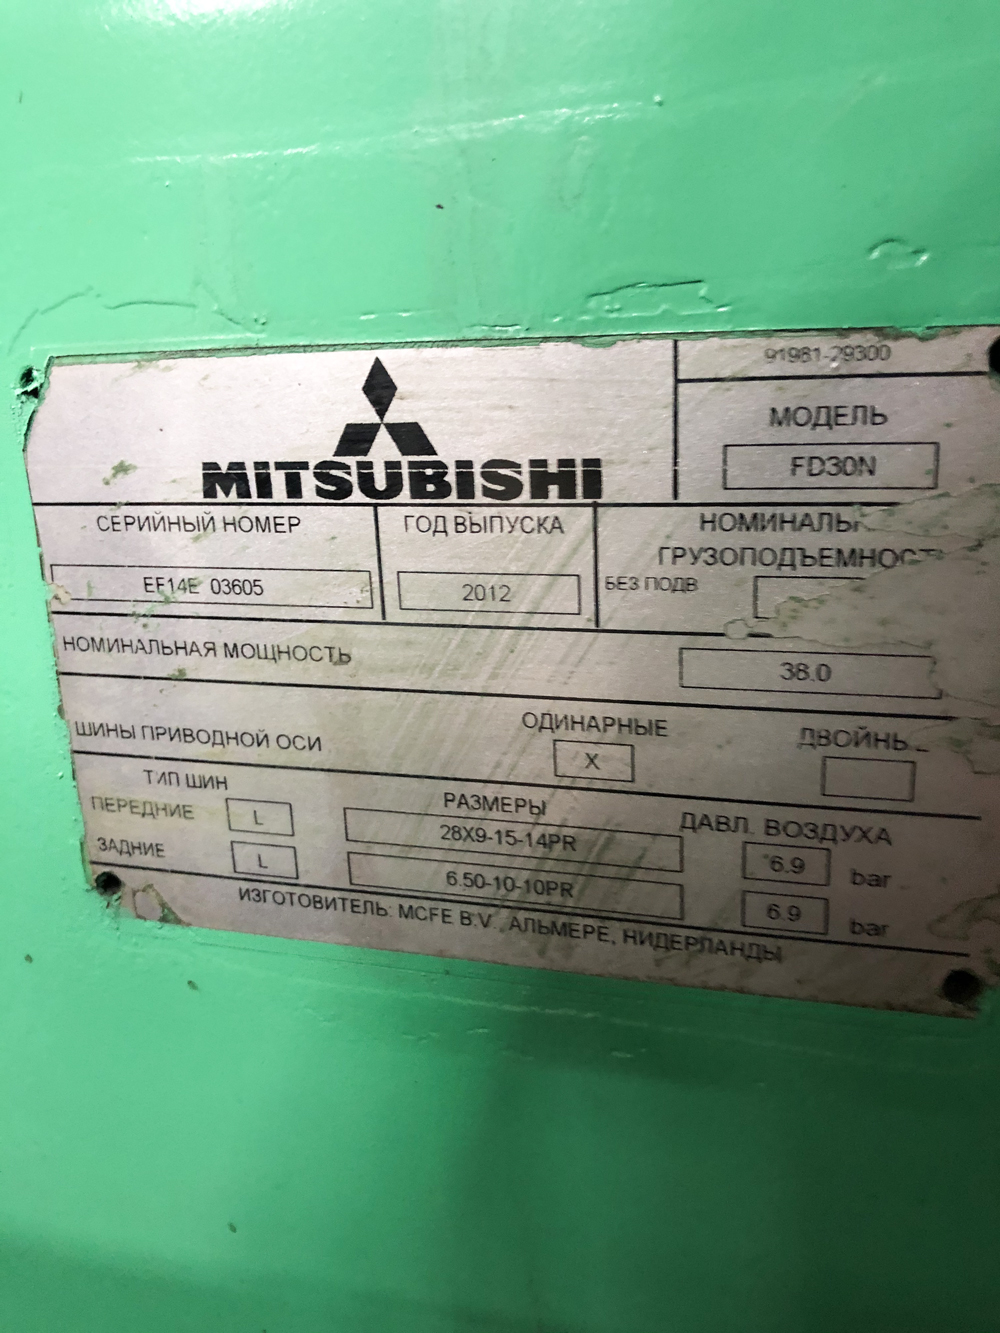 91981-29300
MITSUBISHI
МОДЕЛЬ
FD30N
СЕРИЙНЫЙ НОМЕР
EF14E 03605
ГОД ВЫПУСКА
2012
ГРУЗОПОДЪЕМНОСТ
БЕЗ ПОДВ
НОМИНАЛЬНАЯ МОЩНОСТЬ
38.0
ШИНЫ ПРИВОДНОЙ ОСИ
ОДИНАРНЫЕ
X
ТИП ШИН
РАЗМЕРЫ
ДАВЛ. ВОЗДУХА
ПЕРЕДНИЕ L 28X9-15-14PR 6.9 bar
ЗАДНИЕ L 6.50-10-10PR 6.9 bar
ИЗГОТОВИТЕЛЬ: MCFE B.V., АЛЬМЕРЕ, НИДЕРЛАНДЫ